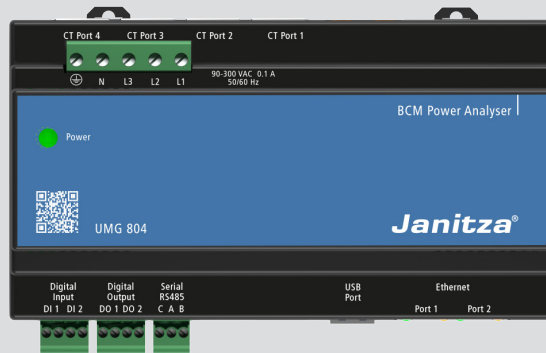 CT Port 4 CT Port 3 CT Port 2 CT Port 1
N L3 L2 L1
90-300 VAC 0.1 A
50/60 Hz
BCM Power Analyser
Power
UMG 804
Janitza®
Digital Input
DI 1 DI 2
Digital Output
DO 1 DO 2
Serial RS485
C A B
USB Port
Ethernet
Port 1 Port 2